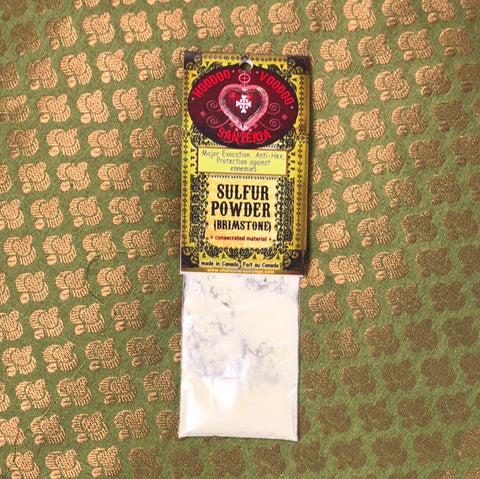 HOODOO • VOODOO
SANTERIA
Major Evocation. Anti-Hex.
Protection against
ennemies
SULFUR
POWDER
{BRIMSTONE}
+ consecrated material +
made in Canada Fait au Canada